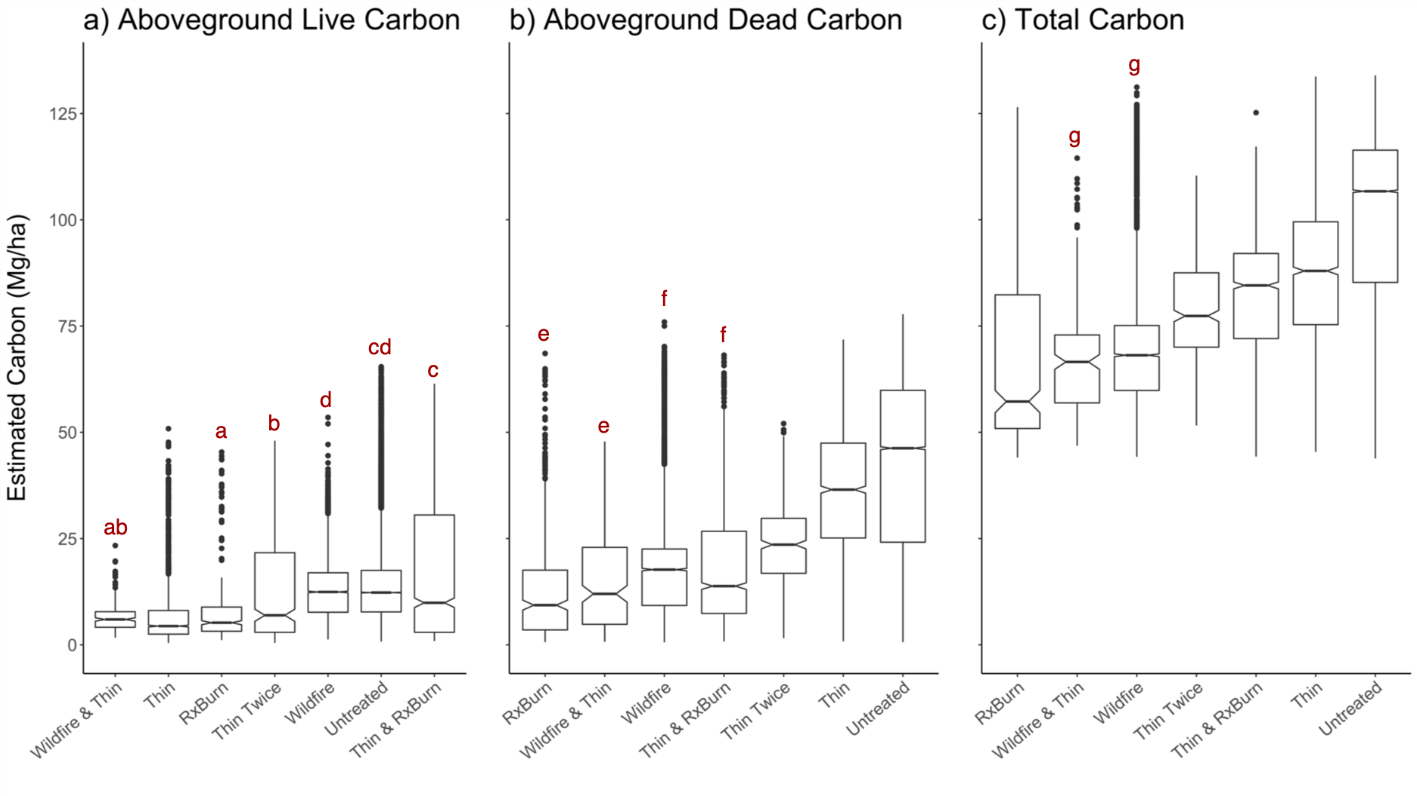 a) Aboveground Live Carbon
b) Aboveground Dead Carbon
c) Total Carbon
Estimated Carbon (Mg/ha)
125
100
75
50
25
0
ab
a
b
d
cd
c
e
e
f
f
g
g
Wildfire & Thin
Thin
RxBurn
Thin Twice
Wildfire
Untreated
Thin & RxBurn
RxBurn
Wildfire & Thin
Wildfire
Thin & RxBurn
Thin Twice
Thin
Untreated
RxBurn
Wildfire & Thin
Wildfire
Thin Twice
Thin & RxBurn
Thin
Untreated